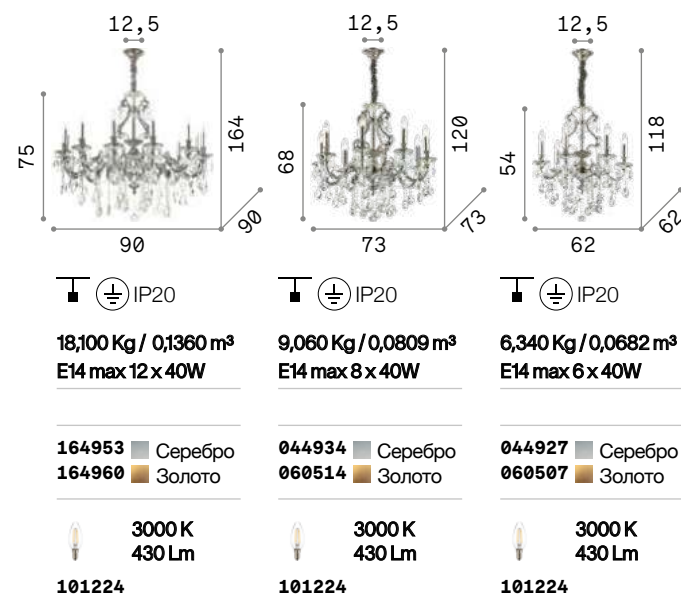 12,5
75
164
90
90
IP20
18,100 Kg / 0,1360 m³
E14 max 12 x 40W
164953 Серебро
164960 Золото
3000 K
430 Lm
101224
12,5
68
120
73
73
IP20
9,060 Kg / 0,0809 m³
E14 max 8 x 40W
044934 Серебро
060514 Золото
3000 K
430 Lm
101224
12,5
54
118
62
62
IP20
6,340 Kg / 0,0682 m³
E14 max 6 x 40W
044927 Серебро
060507 Золото
3000 K
430 Lm
101224